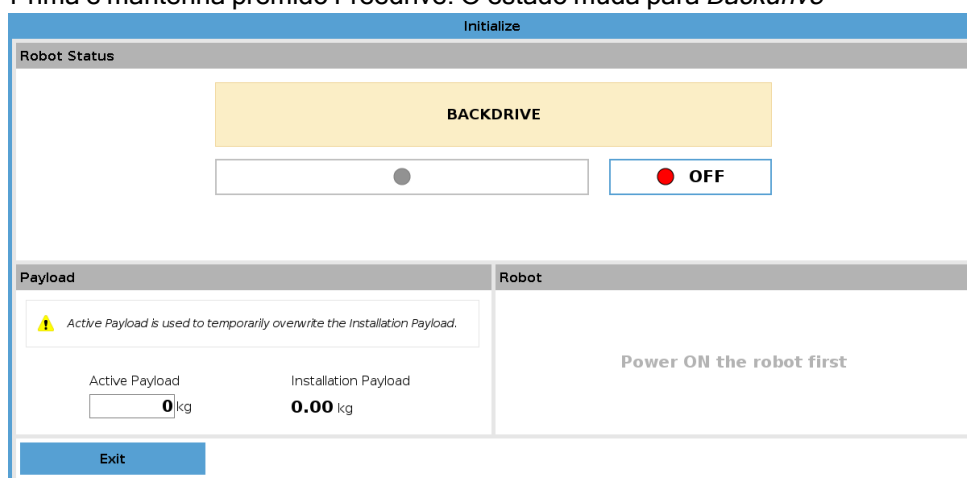 Prima e mantenha premido Freedrive. O estado muda para Backdrive
Initialize
Robot Status
BACKDRIVE
OFF
Payload
Robot
Active Payload is used to temporarily overwrite the Installation Payload.
Power ON the robot first
Active Payload
Installation Payload
0 kg
0.00 kg
Exit